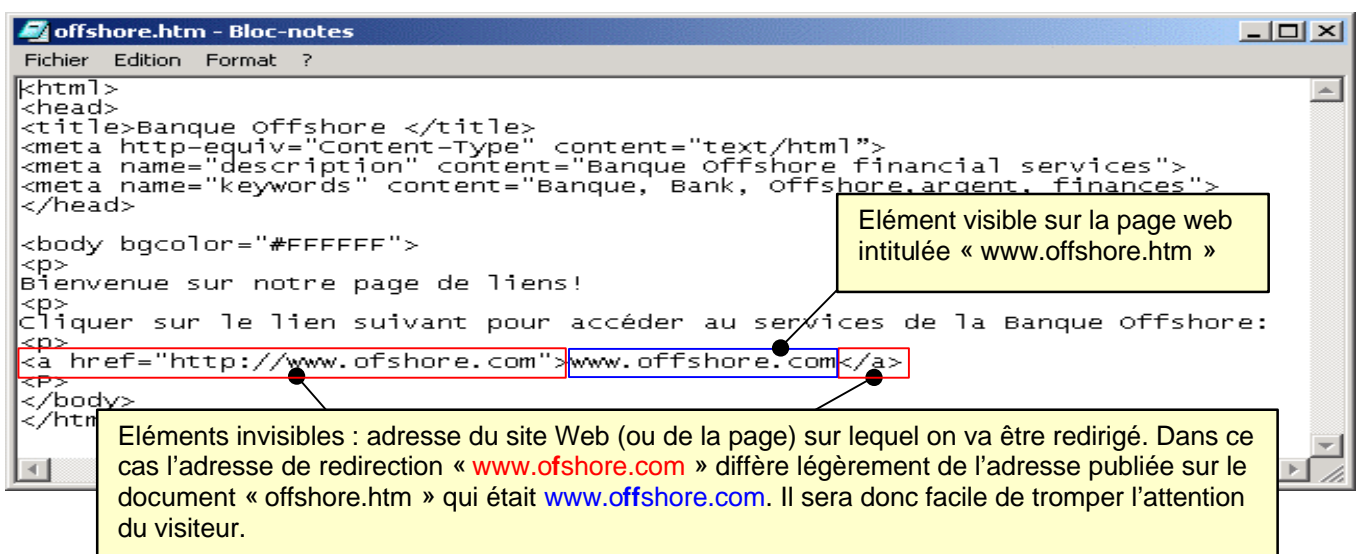 offshore.htm - Bloc-notes
Fichier Edition Format ?
<html>
<head>
<title>Banque Offshore </title>
<meta http-equiv="Content-Type" content="text/html”>
<meta name="description" content="Banque Offshore financial services">
<meta name="keywords" content="Banque, Bank, Offshore,argent, finances">
</head>
Elément visible sur la page web
intitulée « www.offshore.htm »
<body bgcolor="#FFFFFF">
<p>
Bienvenue sur notre page de liens!
<p>
Cliquer sur le lien suivant pour accéder au services de la Banque Offshore:
<p>
<a href="http://www.ofshore.com">www.offshore.com</a>
<P>
</body>
</htm
Eléments invisibles : adresse du site Web (ou de la page) sur lequel on va être redirigé. Dans ce
cas l’adresse de redirection « www.ofshore.com » diffère légèrement de l’adresse publiée sur le
document « offshore.htm » qui était www.offshore.com. Il sera donc facile de tromper l’attention
du visiteur.